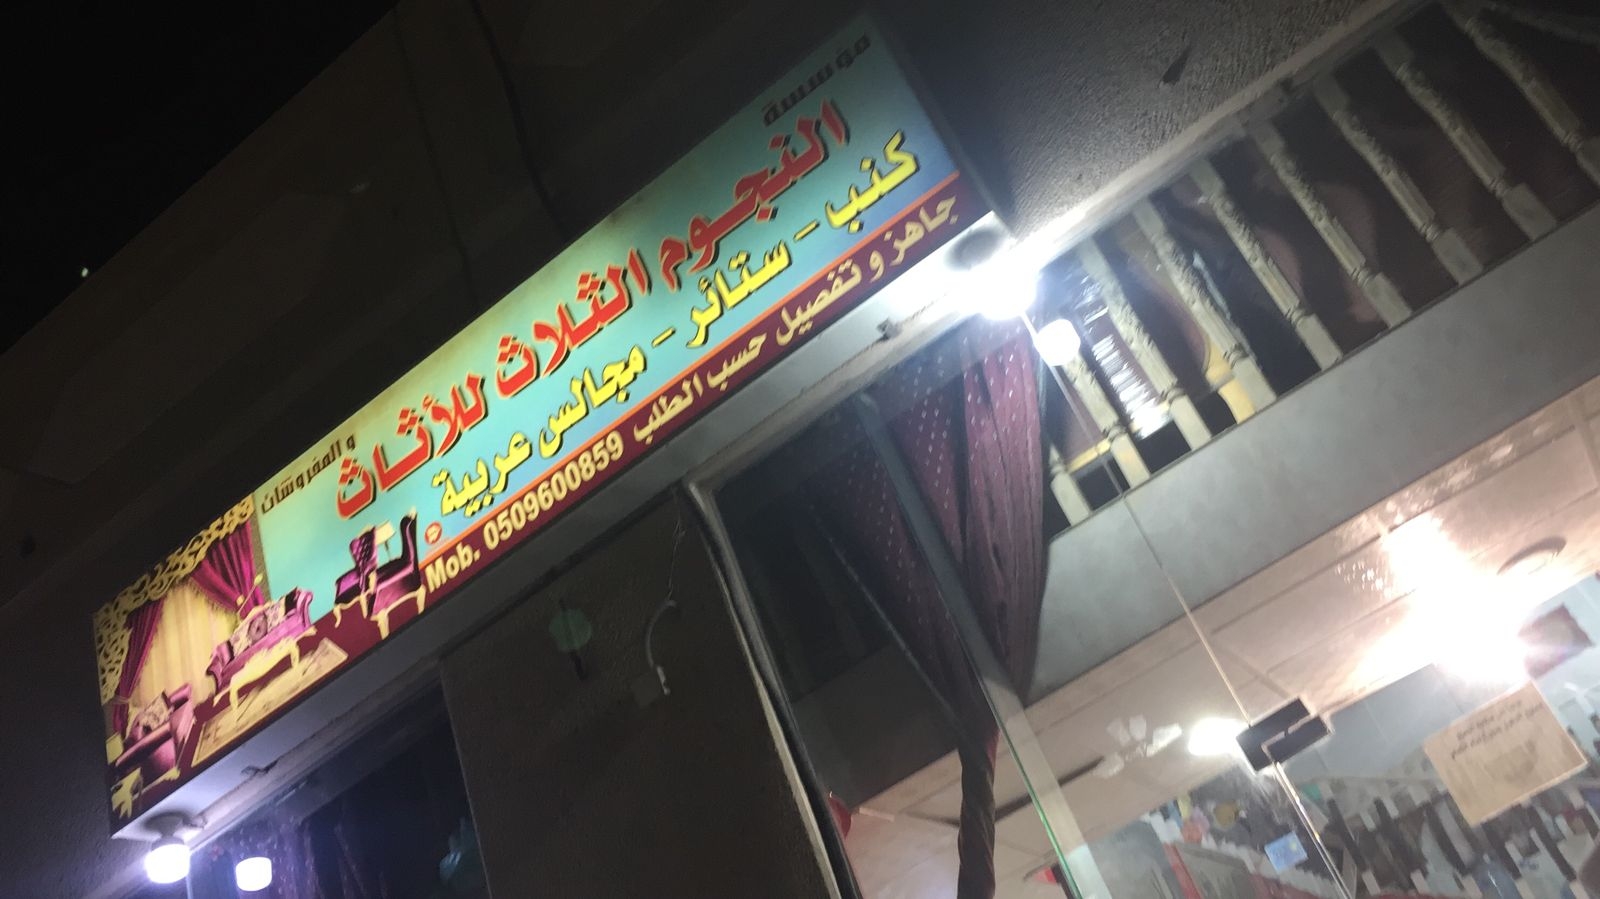 مؤسسة
النجوم الثلاث للأثاث
و المفروشات
كنب - ستائر - مجالس عربية
جاهز و تفصيل حسب الطلب Mob. 0509600859